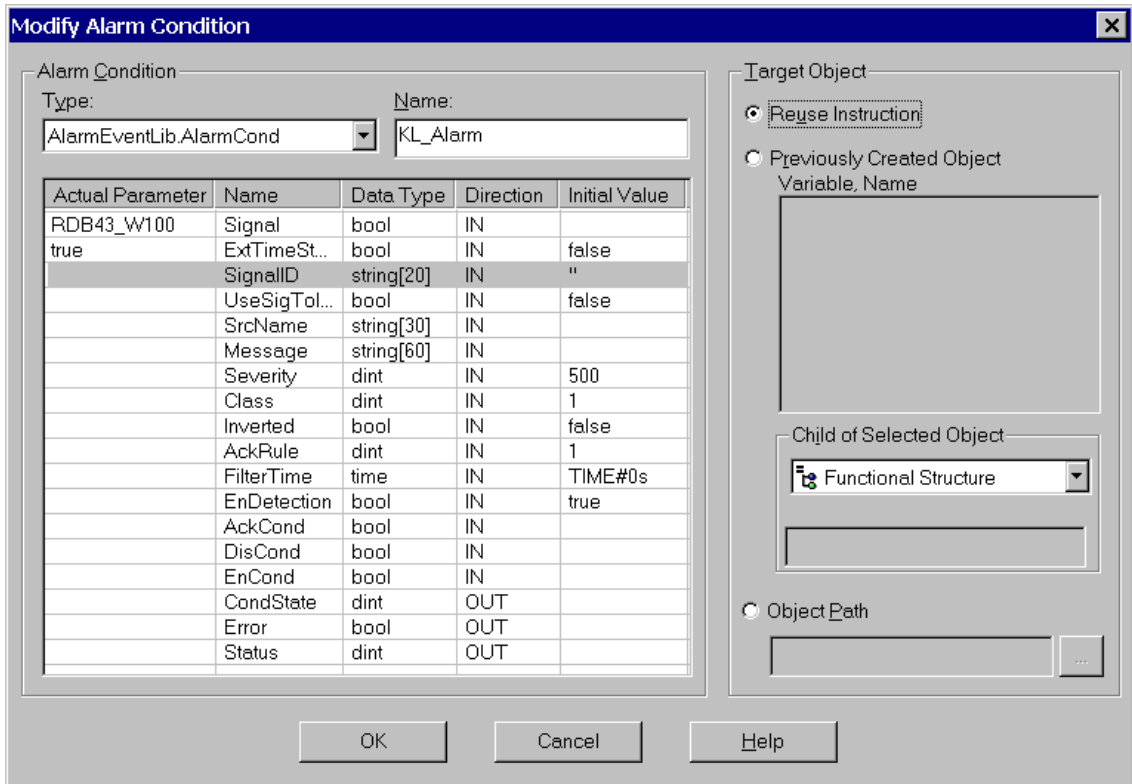 Modify Alarm Condition
Alarm Condition
Type: Name:
AlarmEventLib.AlarmCond KL_Alarm
Actual Parameter Name Data Type Direction Initial Value
RDB43_W100 Signal bool IN
true ExtTimeSt... bool IN false
SignalID string[20] IN ''
UseSigTol... bool IN false
SrcName string[30] IN
Message string[60] IN
Severity dint IN 500
Class dint IN 1
Inverted bool IN false
AckRule dint IN 1
FilterTime time IN TIME#0s
EnDetection bool IN true
AckCond bool IN
DisCond bool IN
EnCond bool IN
CondState dint OUT
Error bool OUT
Status dint OUT
Target Object
Reuse Instruction
Previously Created Object
Variable, Name
Child of Selected Object
Functional Structure
Object Path
...
OK Cancel Help